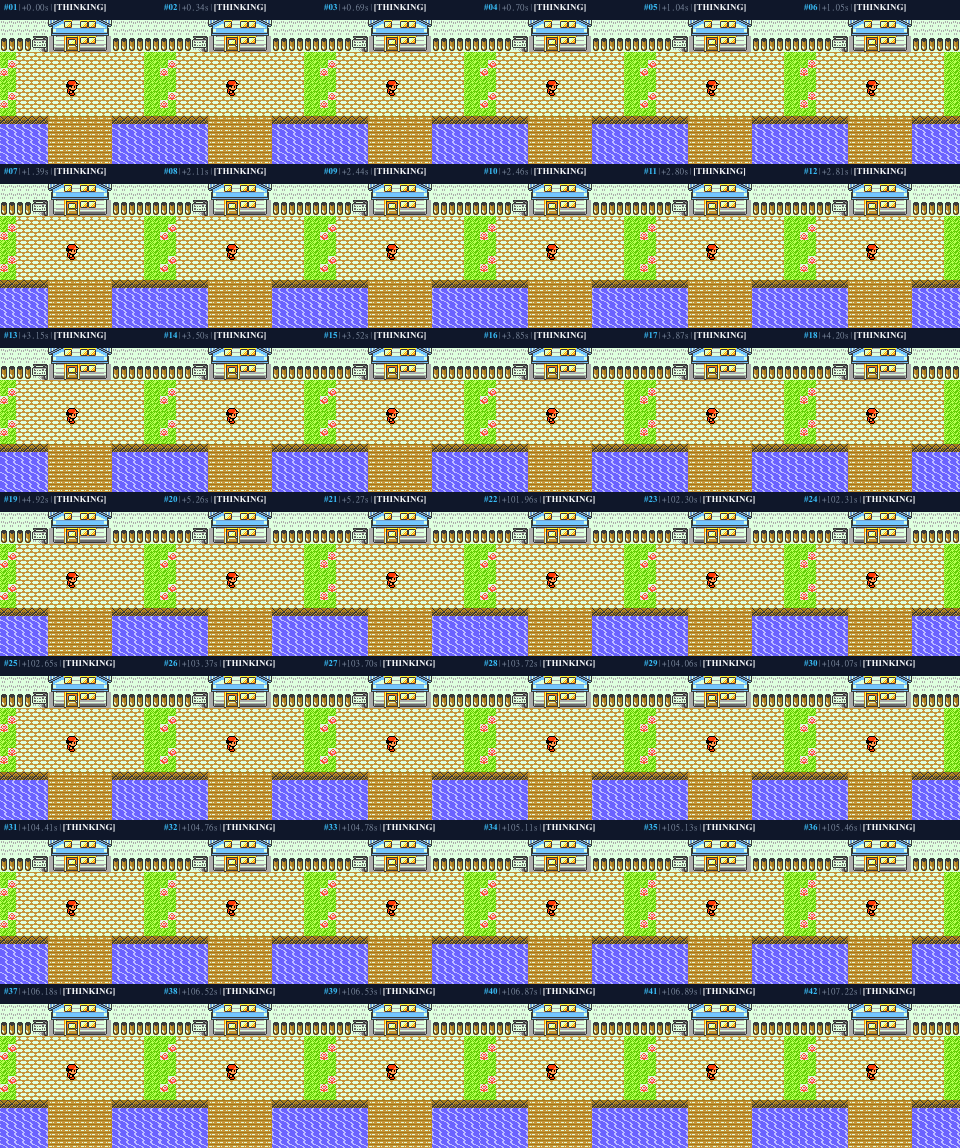 #01|+0.00s|[THINKING] #02|+0.34s|[THINKING] #03|+0.69s|[THINKING] #04|+0.70s|[THINKING] #05|+1.04s|[THINKING] #06|+1.05s|[THINKING]
#07|+1.39s|[THINKING] #08|+2.11s|[THINKING] #09|+2.44s|[THINKING] #10|+2.46s|[THINKING] #11|+2.80s|[THINKING] #12|+2.81s|[THINKING]
#13|+3.15s|[THINKING] #14|+3.50s|[THINKING] #15|+3.52s|[THINKING] #16|+3.85s|[THINKING] #17|+3.87s|[THINKING] #18|+4.20s|[THINKING]
#19|+4.92s|[THINKING] #20|+5.26s|[THINKING] #21|+5.27s|[THINKING] #22|+101.96s|[THINKING] #23|+102.30s|[THINKING] #24|+102.31s|[THINKING]
#25|+102.65s|[THINKING] #26|+103.37s|[THINKING] #27|+103.70s|[THINKING] #28|+103.72s|[THINKING] #29|+104.06s|[THINKING] #30|+104.07s|[THINKING]
#31|+104.41s|[THINKING] #32|+104.76s|[THINKING] #33|+104.78s|[THINKING] #34|+105.11s|[THINKING] #35|+105.13s|[THINKING] #36|+105.46s|[THINKING]
#37|+106.18s|[THINKING] #38|+106.52s|[THINKING] #39|+106.53s|[THINKING] #40|+106.87s|[THINKING] #41|+106.89s|[THINKING] #42|+107.22s|[THINKING]